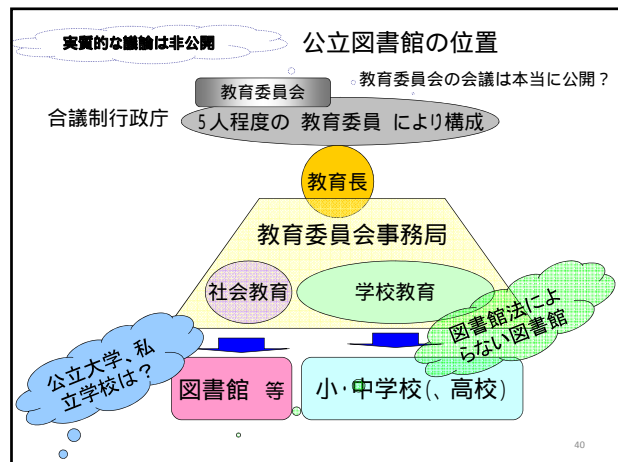 実質的な議論は非公開
公立図書館の位置
教育委員会の会議は本当に公開？
教育委員会
合議制行政庁
5人程度の 教育委員 により構成
教育長
教育委員会事務局
社会教育
学校教育
図書館法によ
らない図書館
公立大学、私
立学校は？
図書館 等
小・中学校(、高校)
40